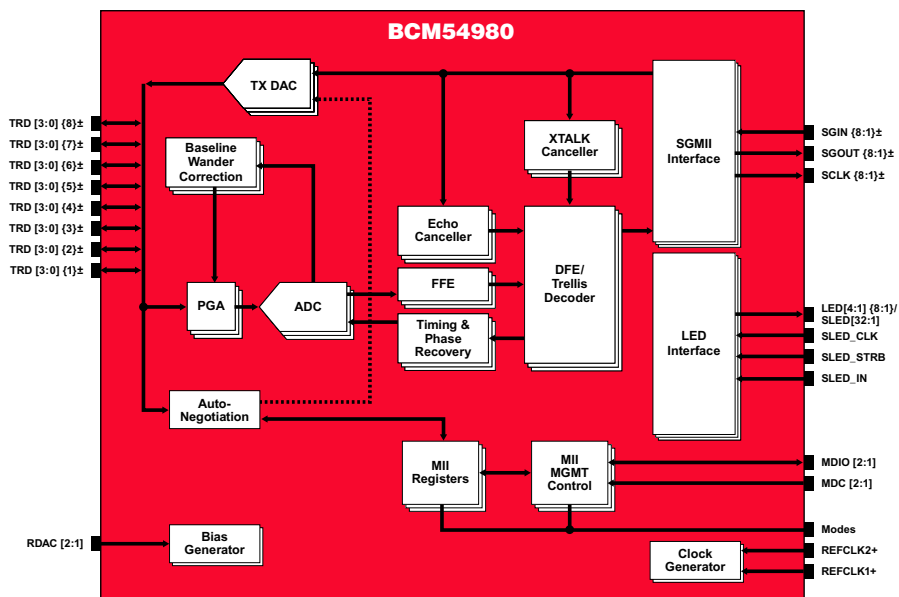 BCM54980
TX DAC
TRD [3:0] {8}±
TRD [3:0] {7}±
TRD [3:0] {6}±
TRD [3:0] {5}±
TRD [3:0] {4}±
TRD [3:0] {3}±
TRD [3:0] {2}±
TRD [3:0] {1}±
Baseline
Wander
Correction
XTALK
Canceller
SGMII
Interface
SGIN {8:1}±
SGOUT {8:1}±
SCLK {8:1}±
Echo
Canceller
DFE/
Trellis
Decoder
FFE
PGA
ADC
Timing &
Phase
Recovery
LED
Interface
LED[4:1] {8:1}/
SLED[32:1]
SLED_CLK
SLED_STRB
SLED_IN
Auto-
Negotiation
MII
Registers
MII
MGMT
Control
MDIO [2:1]
MDC [2:1]
Modes
RDAC [2:1]
Bias
Generator
Clock
Generator
REFCLK2+
REFCLK1+